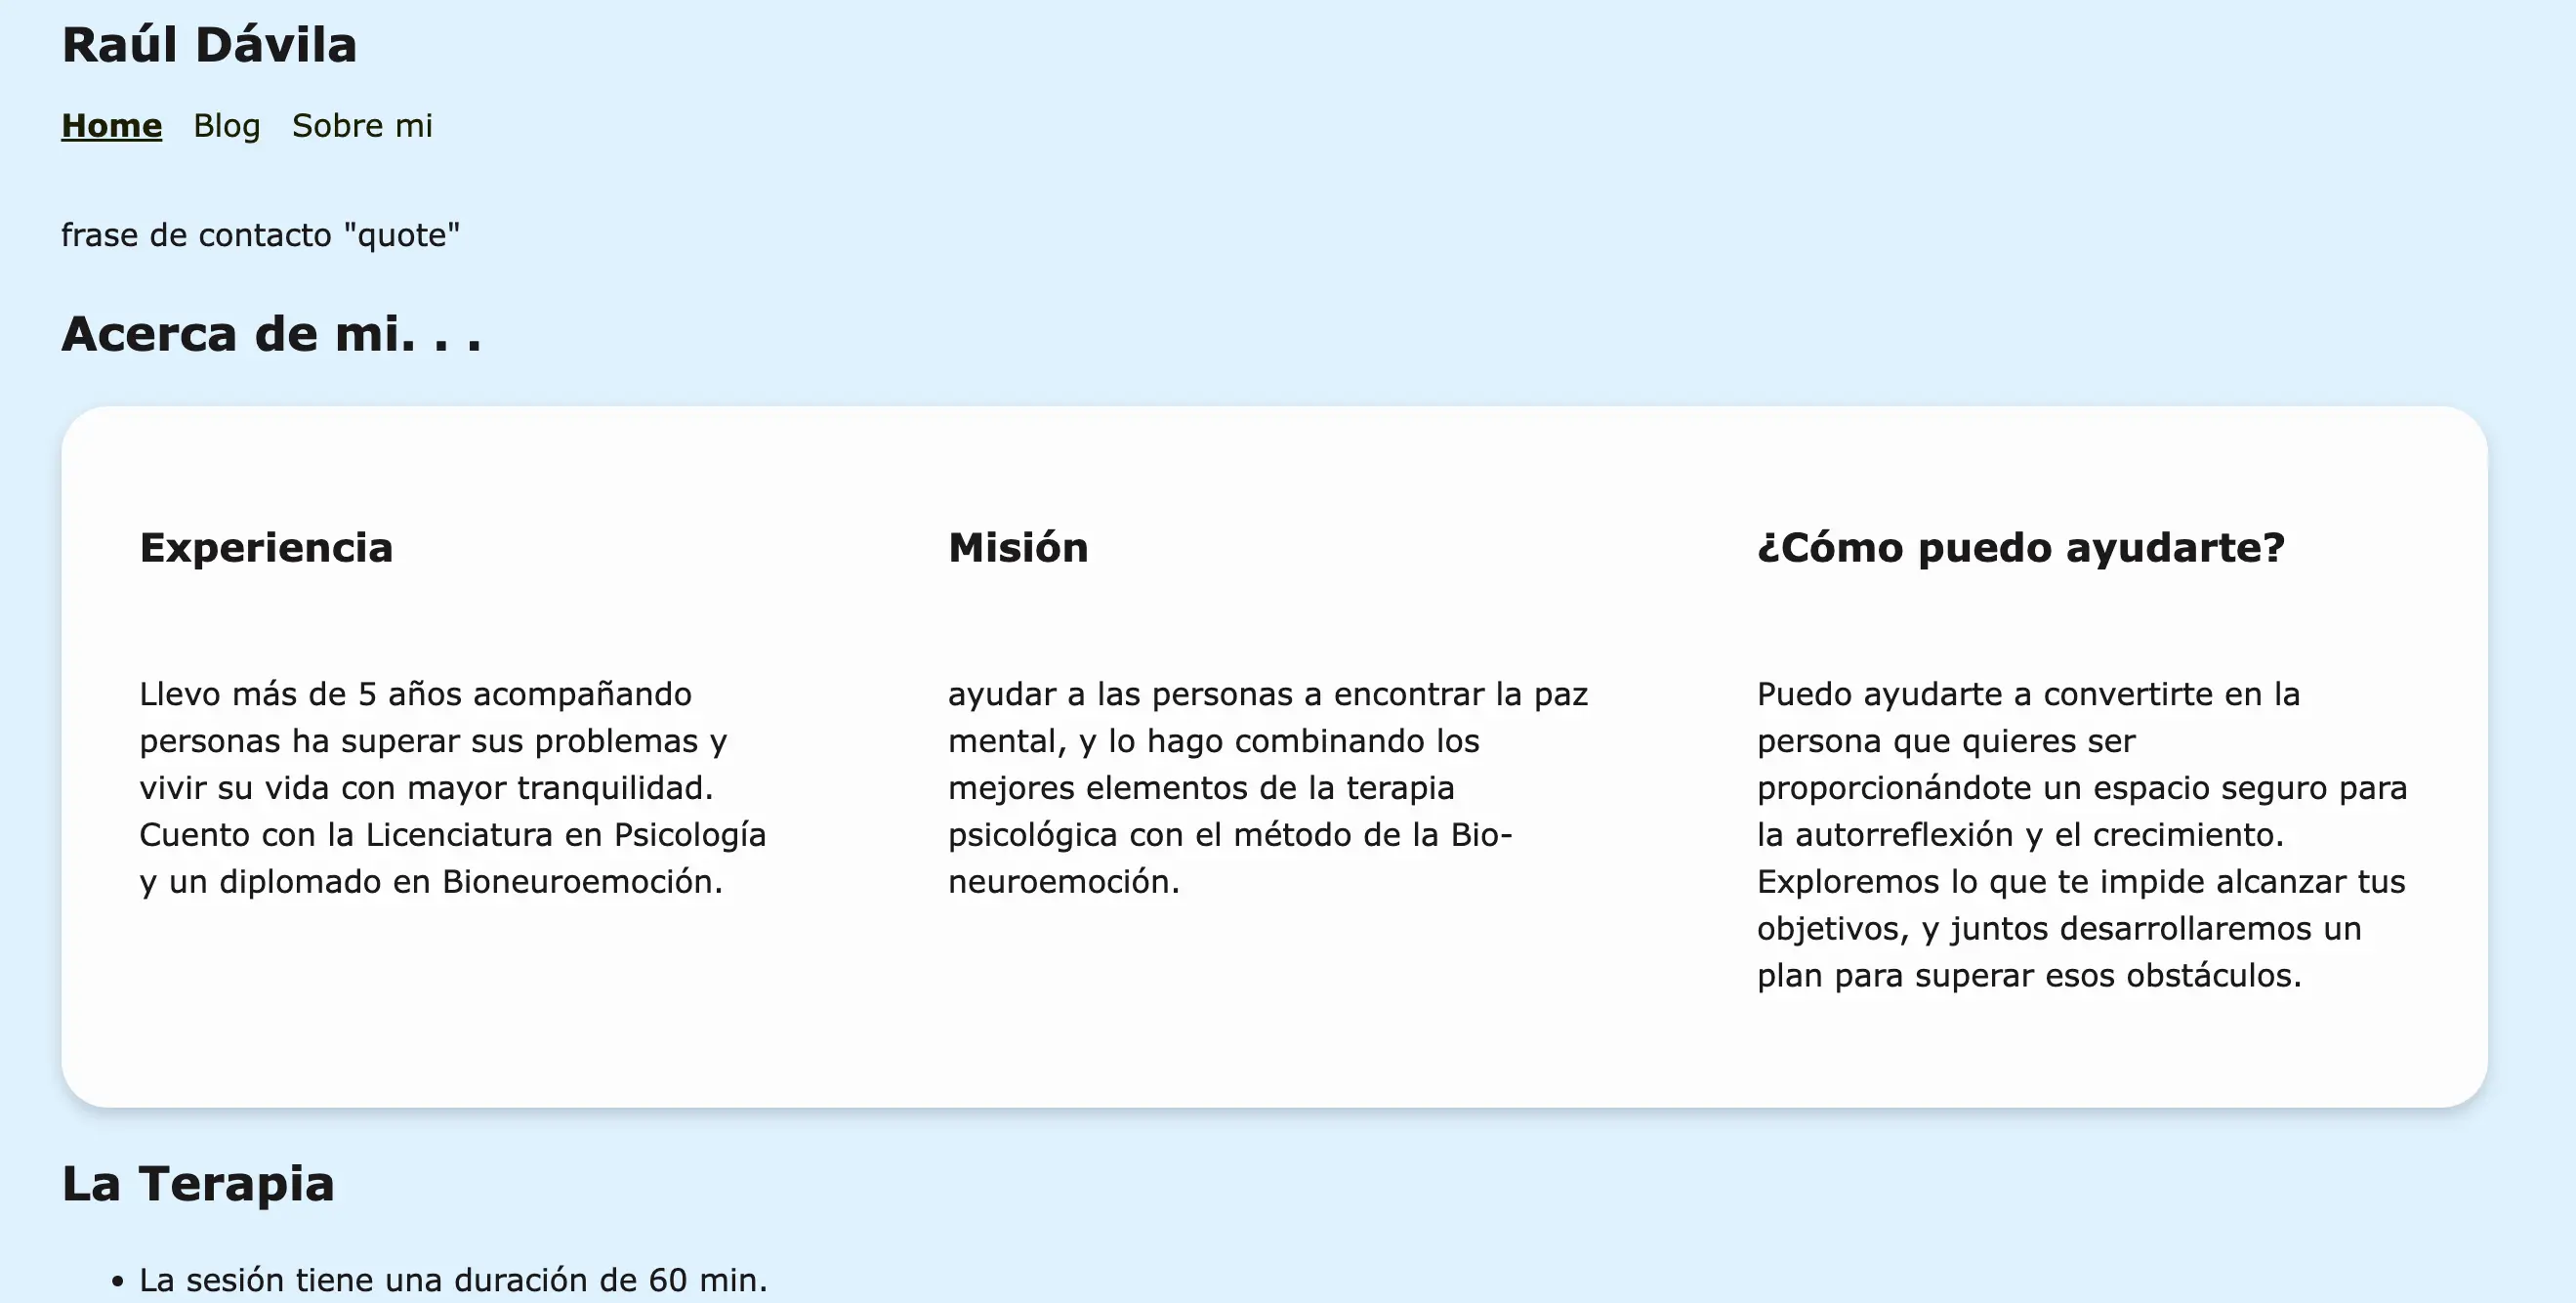 Raúl Dávila
Home Blog Sobre mi
frase de contacto "quote"
Acerca de mi. . .
Experiencia
Llevo más de 5 años acompañando
personas ha superar sus problemas y
vivir su vida con mayor tranquilidad.
Cuento con la Licenciatura en Psicología
y un diplomado en Bioneuroemoción.
Misión
ayudar a las personas a encontrar la paz
mental, y lo hago combinando los
mejores elementos de la terapia
psicológica con el método de la Bio-
neuroemoción.
¿Cómo puedo ayudarte?
Puedo ayudarte a convertirte en la
persona que quieres ser
proporcionándote un espacio seguro para
la autorreflexión y el crecimiento.
Exploremos lo que te impide alcanzar tus
objetivos, y juntos desarrollaremos un
plan para superar esos obstáculos.
La Terapia
• La sesión tiene una duración de 60 min.